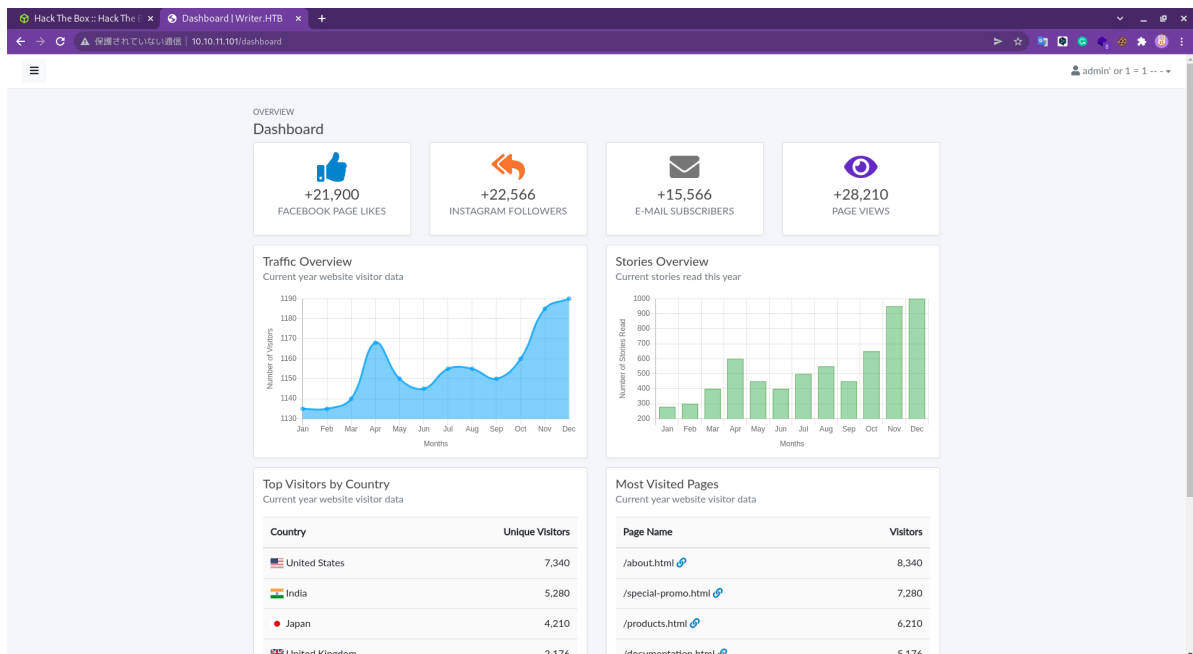 Hack The Box :: Hack The B
Dashboard | Writer.HTB
保護されていない通信 | 10.10.11.101/dashboard
admin' or 1 = 1 -- -
OVERVIEW
Dashboard
+21,900
FACEBOOK PAGE LIKES
+22,566
INSTAGRAM FOLLOWERS
+15,566
E-MAIL SUBSCRIBERS
+28,210
PAGE VIEWS
Traffic Overview
Current year website visitor data
1190
1180
1170
1160
1150
1140
1130
Number of Visitors
Jan Feb Mar Apr May Jun Jul Aug Sep Oct Nov Dec
Months
Stories Overview
Current stories read this year
1000
900
800
700
600
500
400
300
200
Number of Stories Read
Jan Feb Mar Apr May Jun Jul Aug Sep Oct Nov Dec
Months
Top Visitors by Country
Current year website visitor data
Country Unique Visitors
United States 7,340
India 5,280
Japan 4,210
United Kingdom 2,176
Most Visited Pages
Current year website visitor data
Page Name Visitors
/about.html 8,340
/special-promo.html 7,280
/products.html 6,210
/documentation.html 5,176